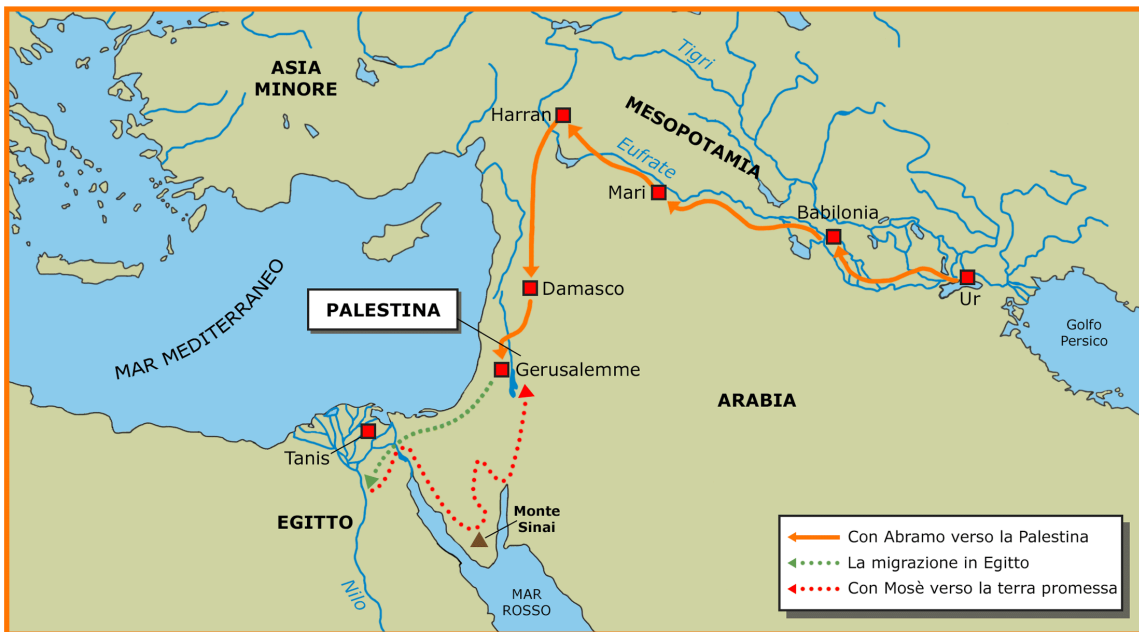 ASIA
MINORE
Tigri
Harran
MESOPOTAMIA
Eufrate
Mari
Babilonia
Ur
Golfo
Persico
MAR MEDITERRANEO
PALESTINA
Damasco
Gerusalemme
ARABIA
Tanis
EGITTO
Monte
Sinai
Nilo
MAR
ROSSO
Con Abramo verso la Palestina
La migrazione in Egitto
Con Mosè verso la terra promessa